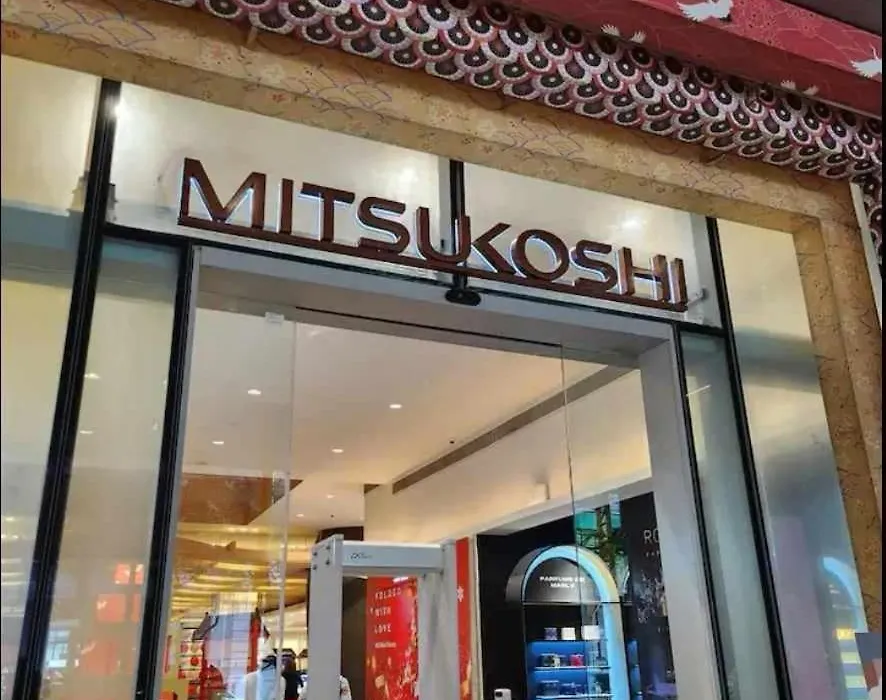 MITSUKOSHI
FOLDED
WITH
LOVE
PARFUMS DE
MARLY